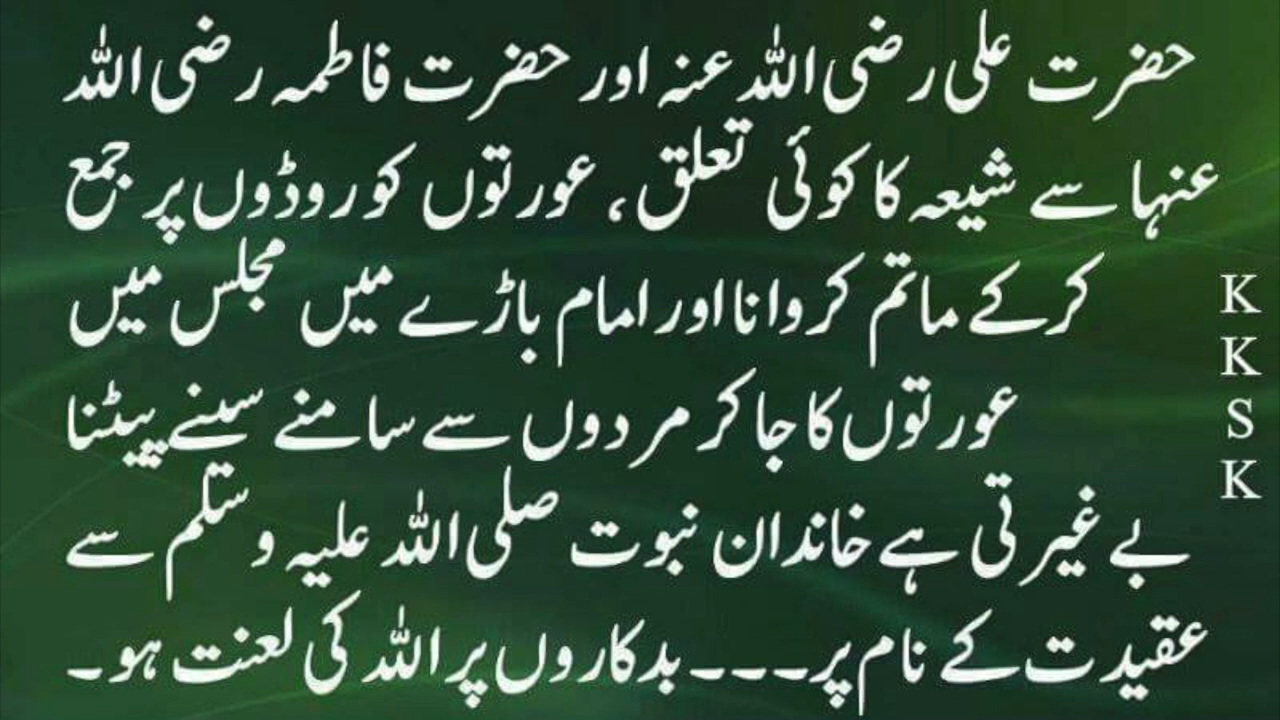 حضرت علی رضی اللہ عنہ اور حضرت فاطمہ رضی اللہ
عنہا سے شیعہ کا کوئی تعلق، عورتوں کو روڈوں پر جمع
کر کے ماتم کروانا اور امام باڑے میں مجلس میں
عورتوں کا جا کر مردوں سے سامنے سینے پیٹنا
بے غیرتی ہے خاندان نبوت صلی اللہ علیہ وسلم سے
عقیدت کے نام پر۔۔۔ بدکاروں پر اللہ کی لعنت ہو۔
K
K
S
K